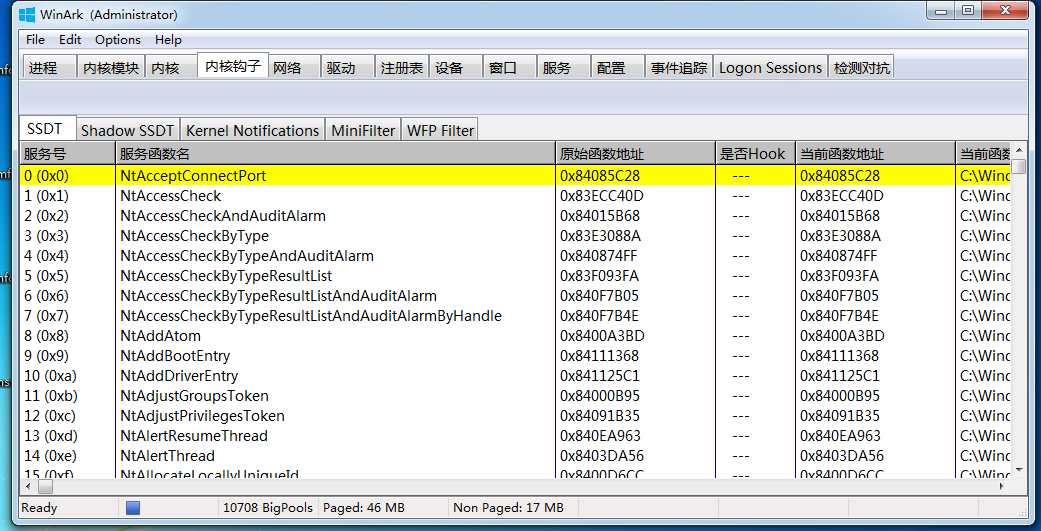 WinArk (Administrator)
File Edit Options Help
进程 内核模块 内核 内核钩子 网络 驱动 注册表 设备 窗口 服务 配置 事件追踪 Logon Sessions 检测对抗
SSDT Shadow SSDT Kernel Notifications MiniFilter WFP Filter
服务号 服务函数名 原始函数地址 是否Hook 当前函数地址 当前函数
0 (0x0) NtAcceptConnectPort 0x84085C28 --- 0x84085C28 C:\Wind
1 (0x1) NtAccessCheck 0x83ECC40D --- 0x83ECC40D C:\Wind
2 (0x2) NtAccessCheckAndAuditAlarm 0x84015B68 --- 0x84015B68 C:\Wind
3 (0x3) NtAccessCheckByType 0x83E3088A --- 0x83E3088A C:\Wind
4 (0x4) NtAccessCheckByTypeAndAuditAlarm 0x840874FF --- 0x840874FF C:\Wind
5 (0x5) NtAccessCheckByTypeResultList 0x83F093FA --- 0x83F093FA C:\Wind
6 (0x6) NtAccessCheckByTypeResultListAndAuditAlarm 0x840F7B05 --- 0x840F7B05 C:\Wind
7 (0x7) NtAccessCheckByTypeResultListAndAuditAlarmByHandle 0x840F7B4E --- 0x840F7B4E C:\Wind
8 (0x8) NtAddAtom 0x8400A3BD --- 0x8400A3BD C:\Wind
9 (0x9) NtAddBootEntry 0x84111368 --- 0x84111368 C:\Wind
10 (0xa) NtAddDriverEntry 0x841125C1 --- 0x841125C1 C:\Wind
11 (0xb) NtAdjustGroupsToken 0x84000B95 --- 0x84000B95 C:\Wind
12 (0xc) NtAdjustPrivilegesToken 0x84091B35 --- 0x84091B35 C:\Wind
13 (0xd) NtAlertResumeThread 0x840EA963 --- 0x840EA963 C:\Wind
14 (0xe) NtAlertThread 0x8403DA56 --- 0x8403DA56 C:\Wind
15 (0xf) NtAllocateLocallyUniqueId 0x8400D6CC --- 0x8400D6CC C:\Wind
Ready 10708 BigPools Paged: 46 MB Non Paged: 17 MB